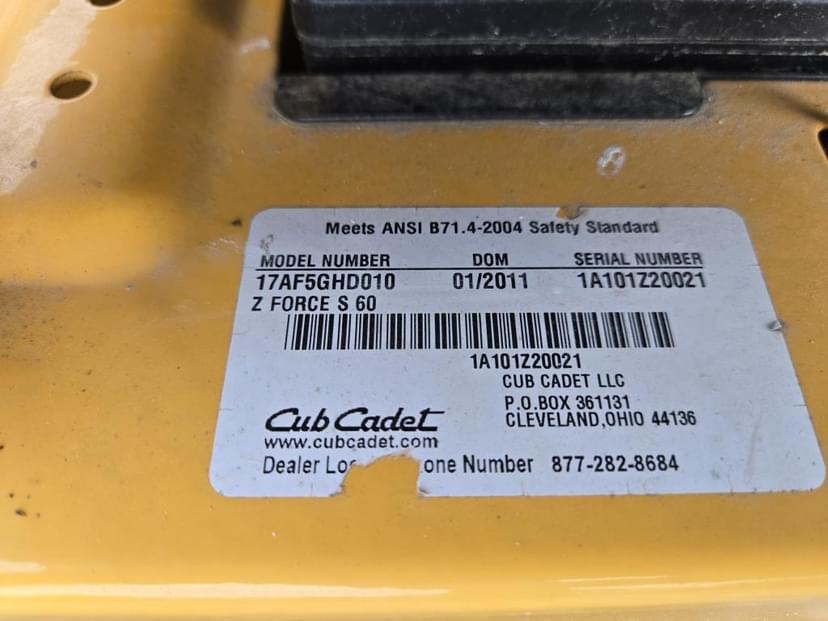 Meets ANSI B71.4-2004 Safety Standard
MODEL NUMBER DOM SERIAL NUMBER
17AF5GHD010 01/2011 1A101Z20021
Z FORCE S 60
1A101Z20021
CUB CADET LLC
P.O.BOX 361131
CLEVELAND,OHIO 44136
Cub Cadet
www.cubcadet.com
Dealer one Number 877-282-8684